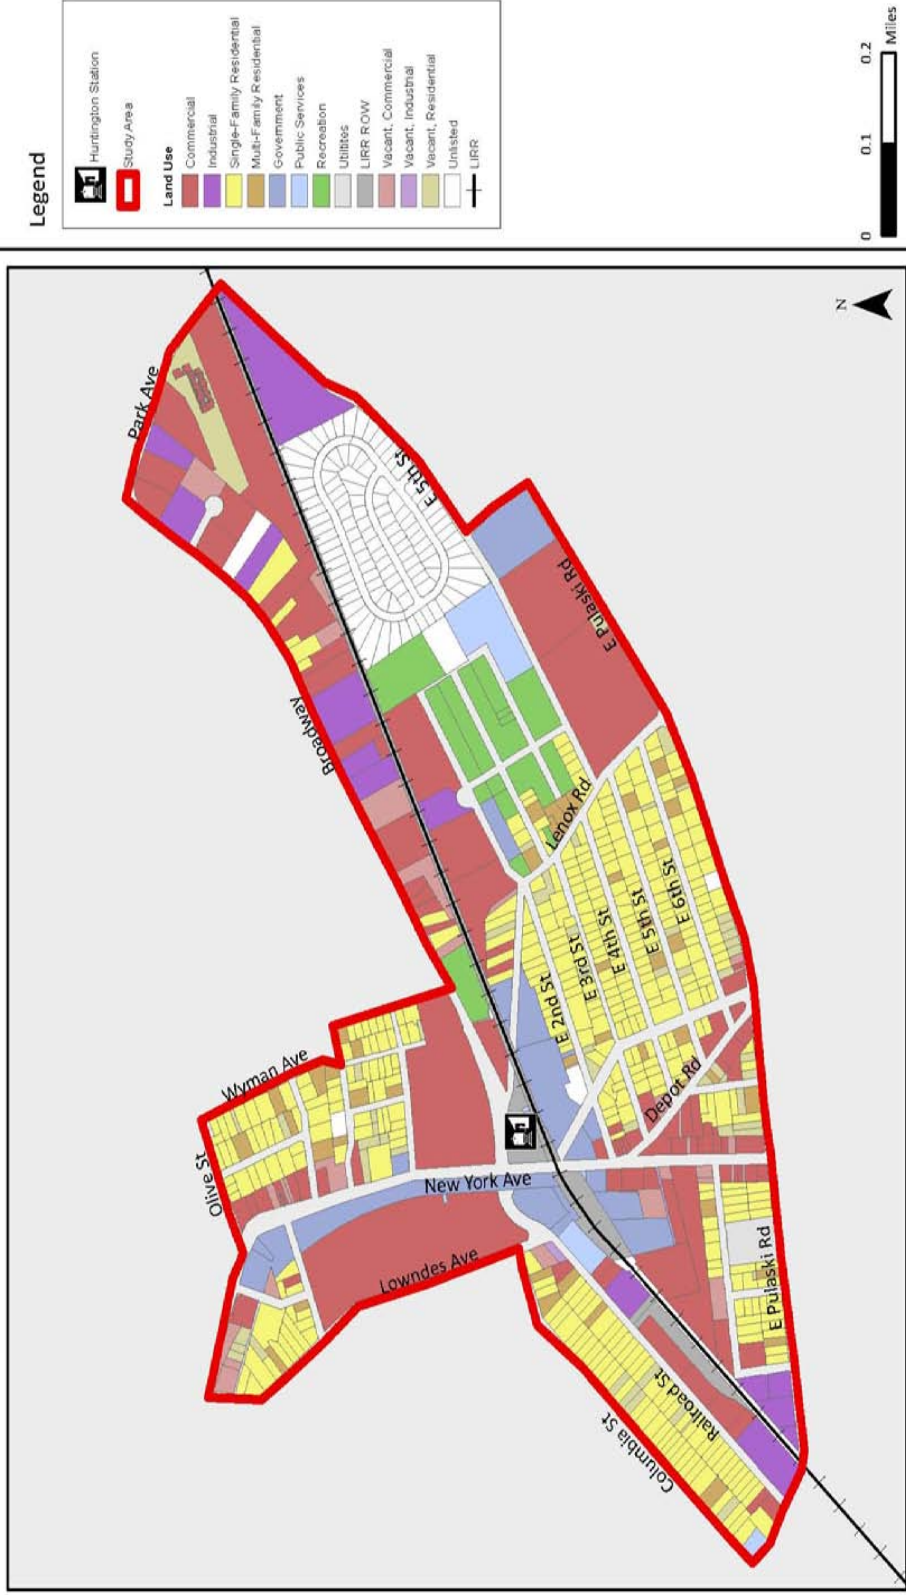 Legend
Huntington Station
Study Area
Land Use
Commercial
Industrial
Single-Family Residential
Multi-Family Residential
Government
Public Services
Recreation
Utilitites
LIRR ROW
Vacant, Commercial
Vacant, Industrial
Vacant, Residential
Unlisted
LIRR
0 0.1 0.2
Miles
N
Park Ave
E 5th St
E Pulaski Rd
Broadway
Lenox Rd
E 6th St
E 5th St
E 4th St
E 3rd St
E 2nd St
Wyman Ave
Olive St
Depot Rd
New York Ave
Lowndes Ave
E Pulaski Rd
Railroad St
Columbia St